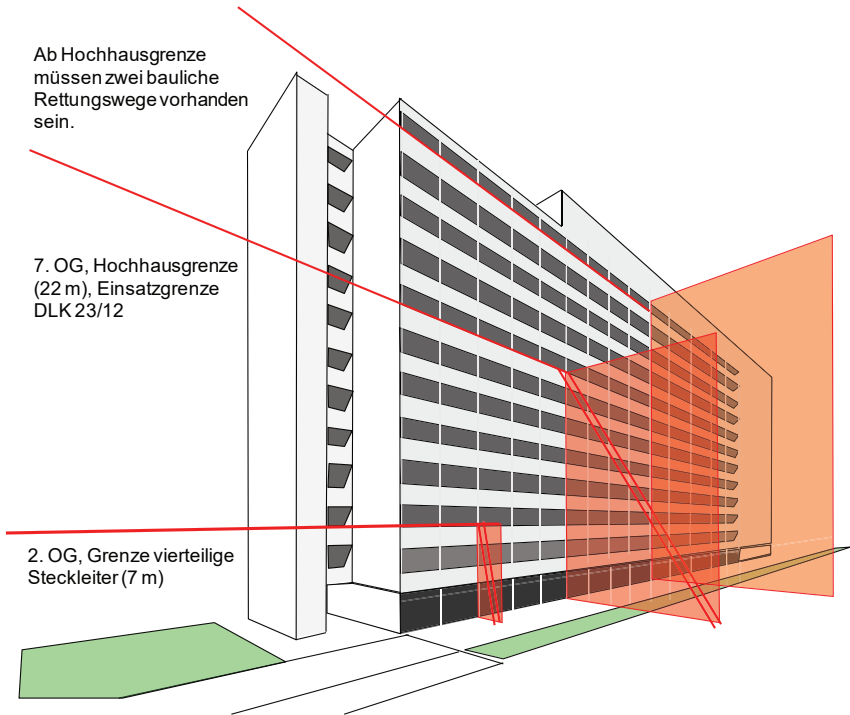 Ab Hochhausgrenze
müssen zwei bauliche
Rettungswege vorhanden
sein.
7. OG, Hochhausgrenze
(22 m), Einsatzgrenze
DLK 23/12
2. OG, Grenze vierteilige
Steckleiter (7 m)